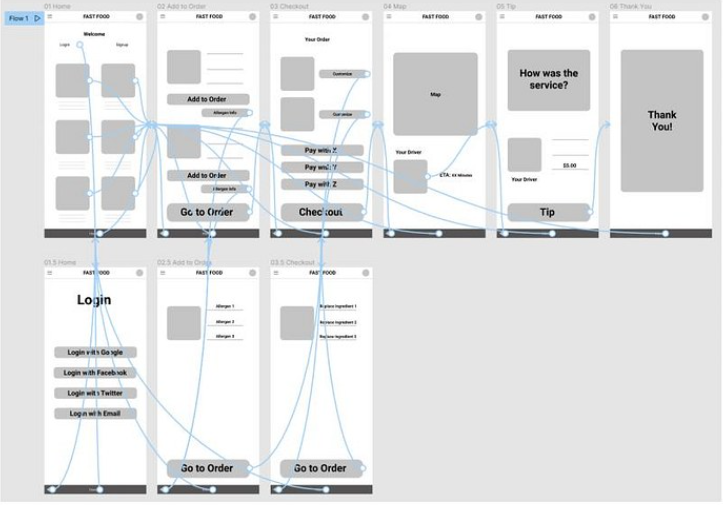 Flow 1
01 Home
FAST FOOD
Welcome
Login
Signup
02 Add to Order
FAST FOOD
Add to Order
Allergen Info
Add to Order
Allergen Info
Go to Order
03 Checkout
FAST FOOD
Your Order
Customize
Customize
Pay with X
Pay with Y
Pay with Z
Checkout
04 Map
FAST FOOD
Map
Your Driver
ETA: XX Minutes
05 Tip
FAST FOOD
How was the
service?
$5.00
Your Driver
Tip
06 Thank You
FAST FOOD
Thank
You!
01.5 Home
FAST FOOD
Login
Login with Google
Login with Facebook
Login with Twitter
Login with Email
02.5 Add to Order
FAST FOOD
Allergen 1
Allergen 2
Allergen 3
Go to Order
03.5 Checkout
FAST FOOD
Replace Ingredient 1
Replace Ingredient 2
Replace Ingredient 3
Go to Order